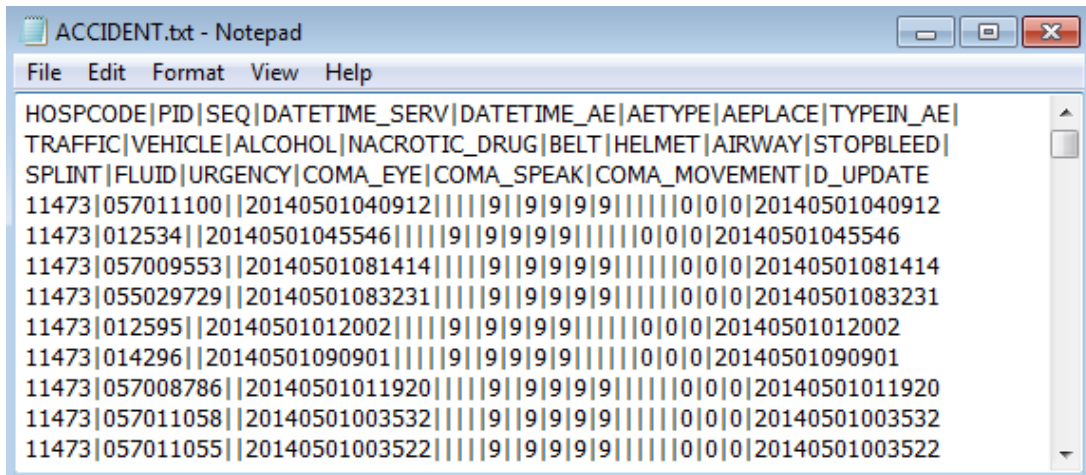 ACCIDENT.txt - Notepad
File Edit Format View Help
HOSPCODE|PID|SEQ|DATETIME_SERV|DATETIME_AE|AETYPE|AEPLACE|TYPEIN_AE|
TRAFFIC|VEHICLE|ALCOHOL|NACROTIC_DRUG|BELT|HELMET|AIRWAY|STOPBLEED|
SPLINT|FLUID|URGENCY|COMA_EYE|COMA_SPEAK|COMA_MOVEMENT|D_UPDATE
11473|057011100||20140501040912|||||9||9|9|9|9||||||0|0|0|20140501040912
11473|012534||20140501045546|||||9||9|9|9|9||||||0|0|0|20140501045546
11473|057009553||20140501081414|||||9||9|9|9|9||||||0|0|0|20140501081414
11473|055029729||20140501083231|||||9||9|9|9|9||||||0|0|0|20140501083231
11473|012595||20140501012002|||||9||9|9|9|9||||||0|0|0|20140501012002
11473|014296||20140501090901|||||9||9|9|9|9||||||0|0|0|20140501090901
11473|057008786||20140501011920|||||9||9|9|9|9||||||0|0|0|20140501011920
11473|057011058||20140501003532|||||9||9|9|9|9||||||0|0|0|20140501003532
11473|057011055||20140501003522|||||9||9|9|9|9||||||0|0|0|20140501003522